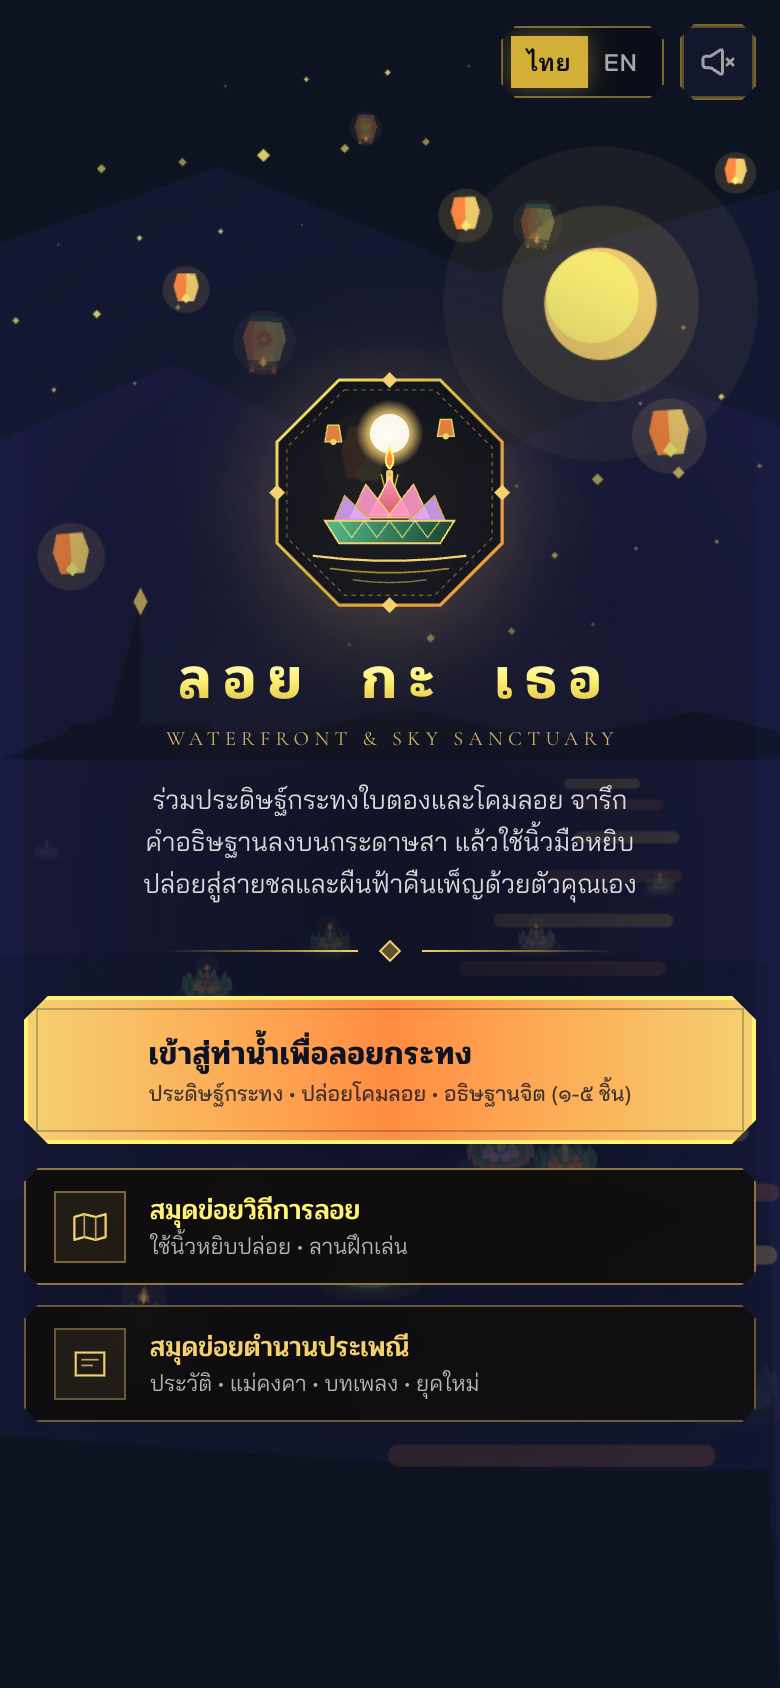 ไทย EN
ลอย กะ เธอ
WATERFRONT & SKY SANCTUARY
ร่วมประดิษฐ์กระทงใบตองและโคมลอย จารึก
คำอธิษฐานลงบนกระดาษสา แล้วใช้นิ้วมือหยิบ
ปล่อยสู่สายชลและผืนฟ้าคืนเพ็ญด้วยตัวคุณเอง
เข้าสู่ท่าน้ำเพื่อลอยกระทง
ประดิษฐ์กระทง • ปล่อยโคมลอย • อธิษฐานจิต (๑-๕ ชิ้น)
สมุดข่อยวิถีการลอย
ใช้นิ้วหยิบปล่อย • ลานฝึกเล่น
สมุดข่อยตำนานประเพณี
ประวัติ • แม่คงคา • บทเพลง • ยุคใหม่